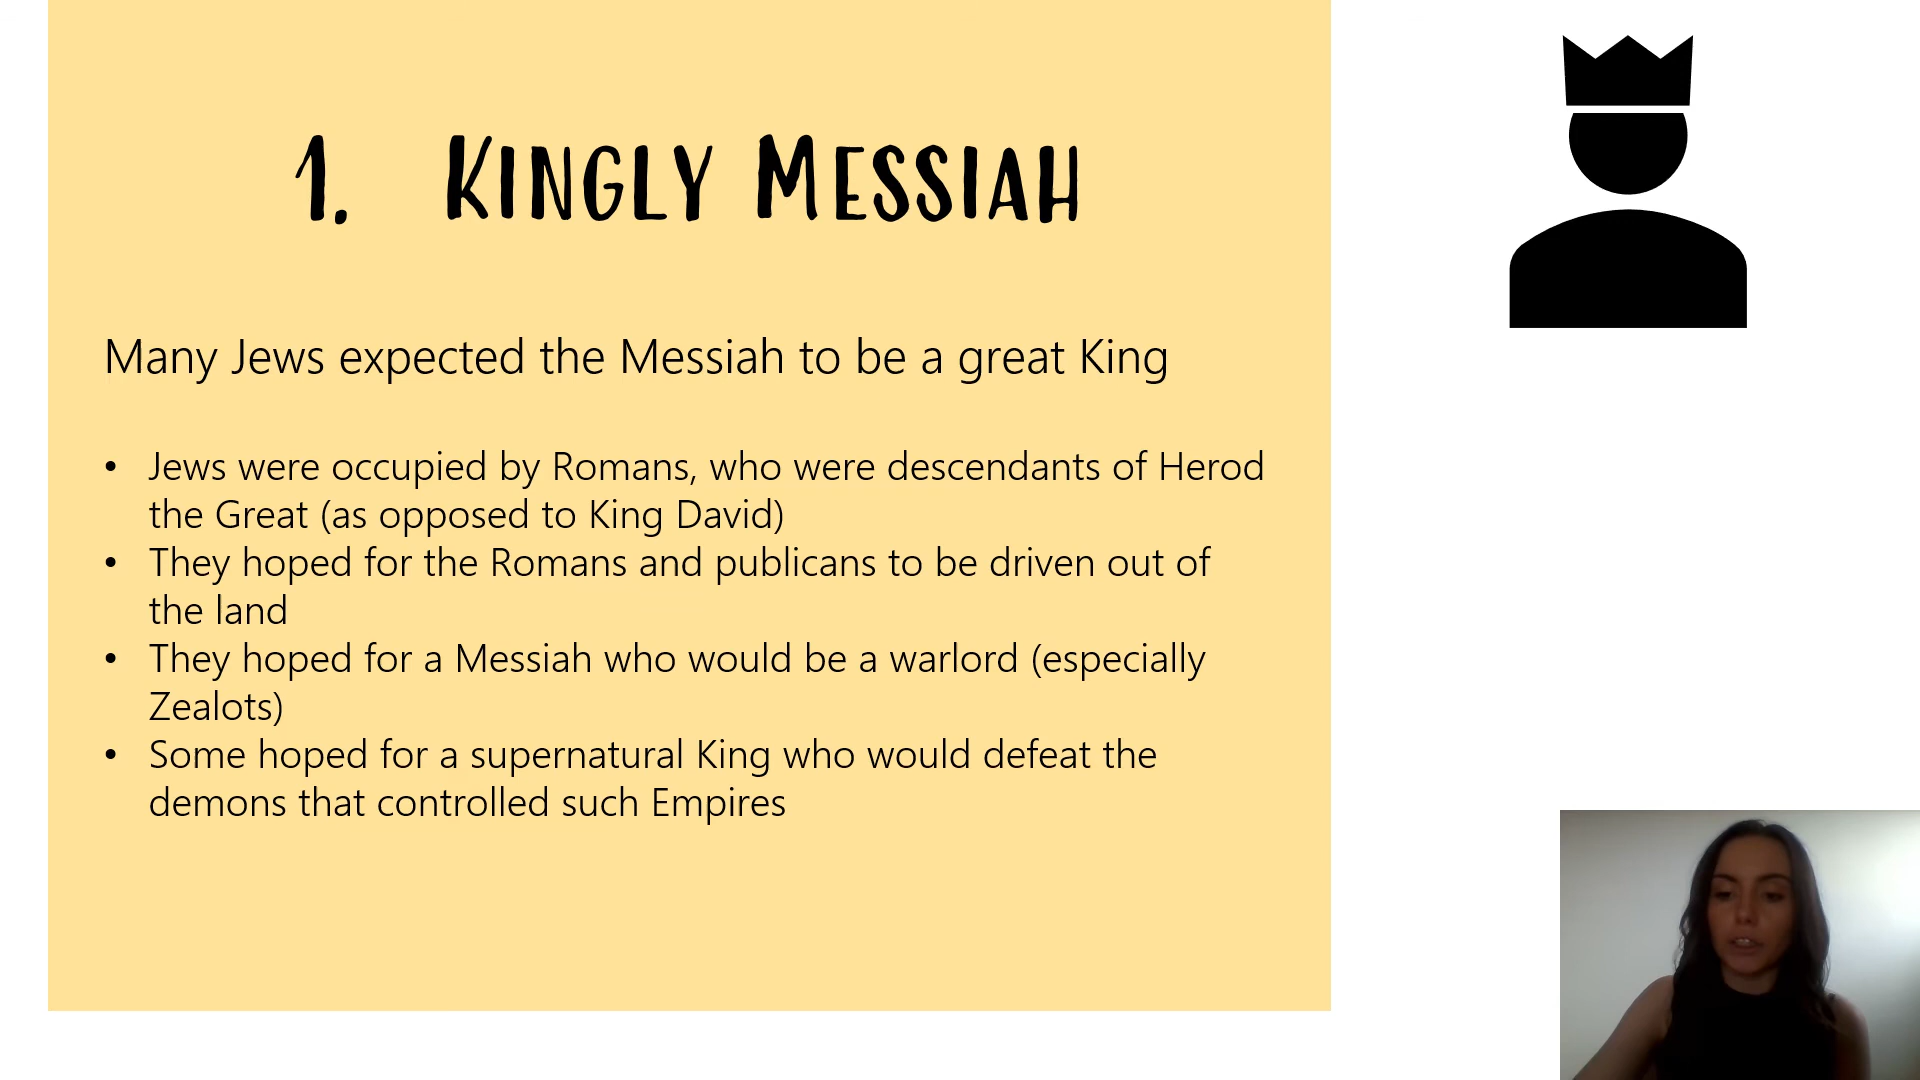 1. Kingly Messiah
Many Jews expected the Messiah to be a great King
• Jews were occupied by Romans, who were descendants of Herod
the Great (as opposed to King David)
• They hoped for the Romans and publicans to be driven out of
the land
• They hoped for a Messiah who would be a warlord (especially
Zealots)
• Some hoped for a supernatural King who would defeat the
demons that controlled such Empires